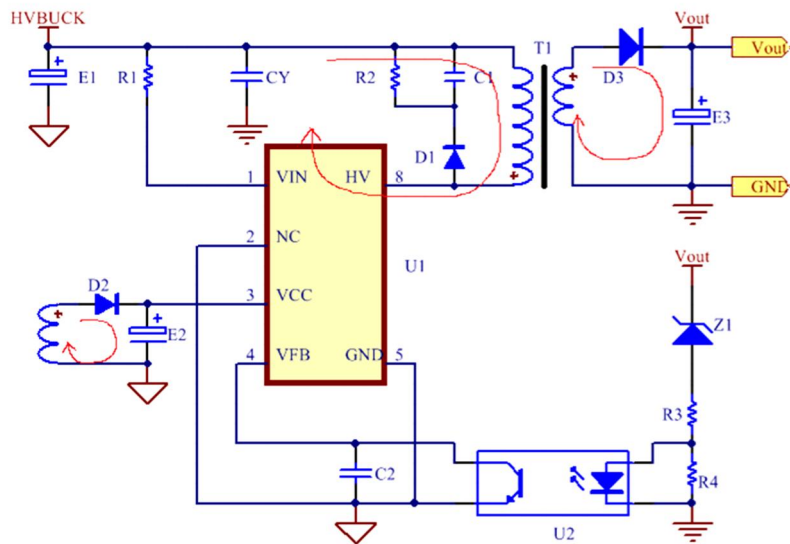 HVBUCK
Vout
T1
Vout
E1
R1
CY
R2
C1
D3
E3
D1
1
VIN
HV
8
GND
2
NC
U1
Vout
D2
3
VCC
Z1
E2
4
VFB
GND
5
R3
C2
R4
U2